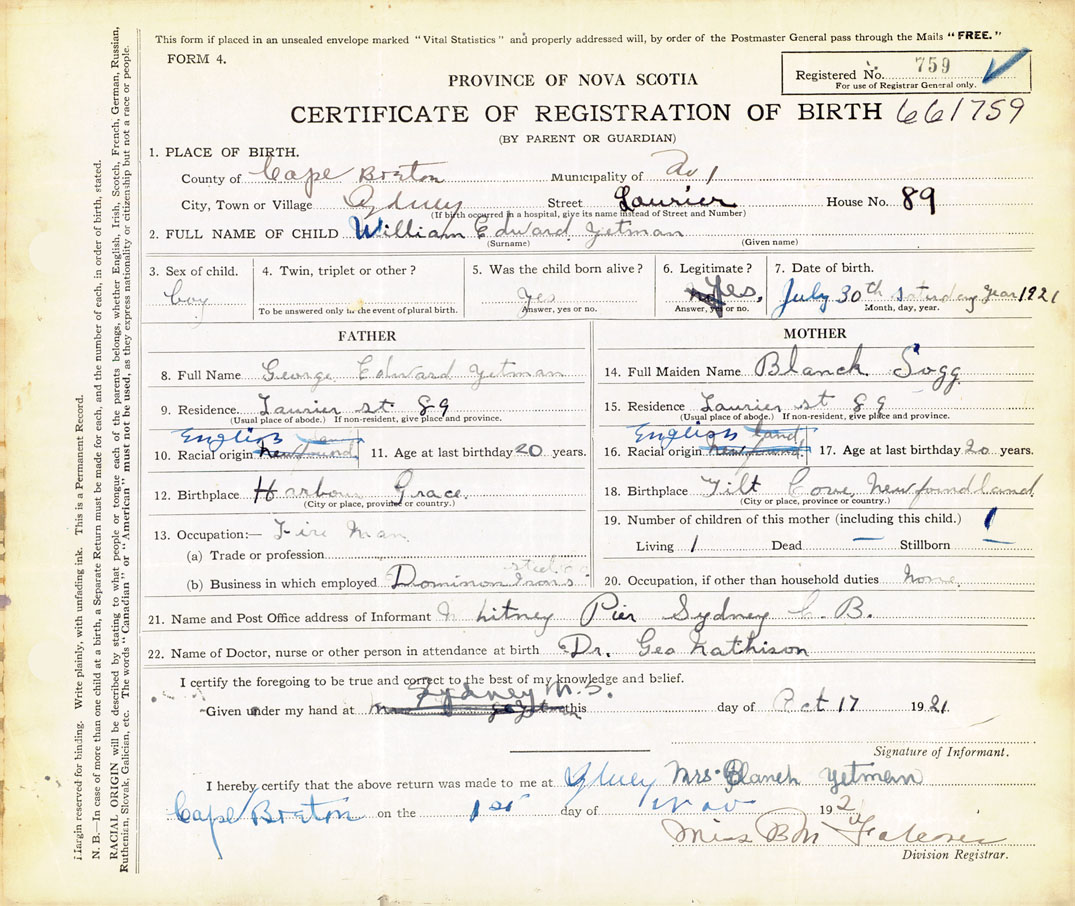 This form if placed in an unsealed envelope marked "Vital Statistics" and properly addressed will, by order of the Postmaster General pass through the Mails "FREE."
FORM 4.
Registered No. 759
For use of Registrar General only.
PROVINCE OF NOVA SCOTIA
CERTIFICATE OF REGISTRATION OF BIRTH 661759
(BY PARENT OR GUARDIAN)
1. PLACE OF BIRTH.
County of Cape Breton Municipality of No 1
City, Town or Village Sydney Street Laurier House No. 89
(If birth occurred in a hospital, give its name instead of Street and Number)
2. FULL NAME OF CHILD William Edward Yetman
(Surname) (Given name)
3. Sex of child. 4. Twin, triplet or other? 5. Was the child born alive? 6. Legitimate? 7. Date of birth.
boy Yes Yes. July 30th Saturday Year 1921
To be answered only in the event of plural birth. Answer, yes or no. Answer, yes or no. Month, day, year.
FATHER
8. Full Name George Edward Yetman
9. Residence. Laurier st 89
(Usual place of abode.) If non-resident, give place and province.
English land
10. Racial origin newfound 11. Age at last birthday 20 years.
12. Birthplace Harbour Grace
(City or place, province or country.)
13. Occupation:— Fire Man
(a) Trade or profession
(b) Business in which employed Dominion Irons
MOTHER
14. Full Maiden Name Blanch Sogg
15. Residence Laurier st 89
(Usual place of abode.) If non-resident, give place and province.
English land
16. Racial origin newfound 17. Age at last birthday 20 years.
18. Birthplace Tilt Cove, Newfoundland
(City or place, province or country.)
19. Number of children of this mother (including this child.) 1
Living 1 Dead — Stillborn —
20. Occupation, if other than household duties home
21. Name and Post Office address of Informant Whitney Pier Sydney C. B.
22. Name of Doctor, nurse or other person in attendance at birth Dr. Geo Mathison
I certify the foregoing to be true and correct to the best of my knowledge and belief.
Sydney N.S.
Given under my hand at this day of Oct 17 1921
Signature of Informant.
I hereby certify that the above return was made to me at Sydney Mrs Blanch Yetman
Cape Breton on the 1st day of Nov 192
Miss B M
Division Registrar.
Margin reserved for binding. Write plainly, with unfading ink. This is a Permanent Record.
N. B.—In case of more than one child at a birth, a Separate Return must be made for each, and the number of each, in order of birth, stated.
RACIAL ORIGIN will be described by stating to what people or tongue each of the parents belongs, whether English, Irish, Scotch, French, German, Russian,
Ruthenian, Slovak, Galician, etc. The words "Canadian" or "American" must not be used, as they express nationality or citizenship but not a race or people.